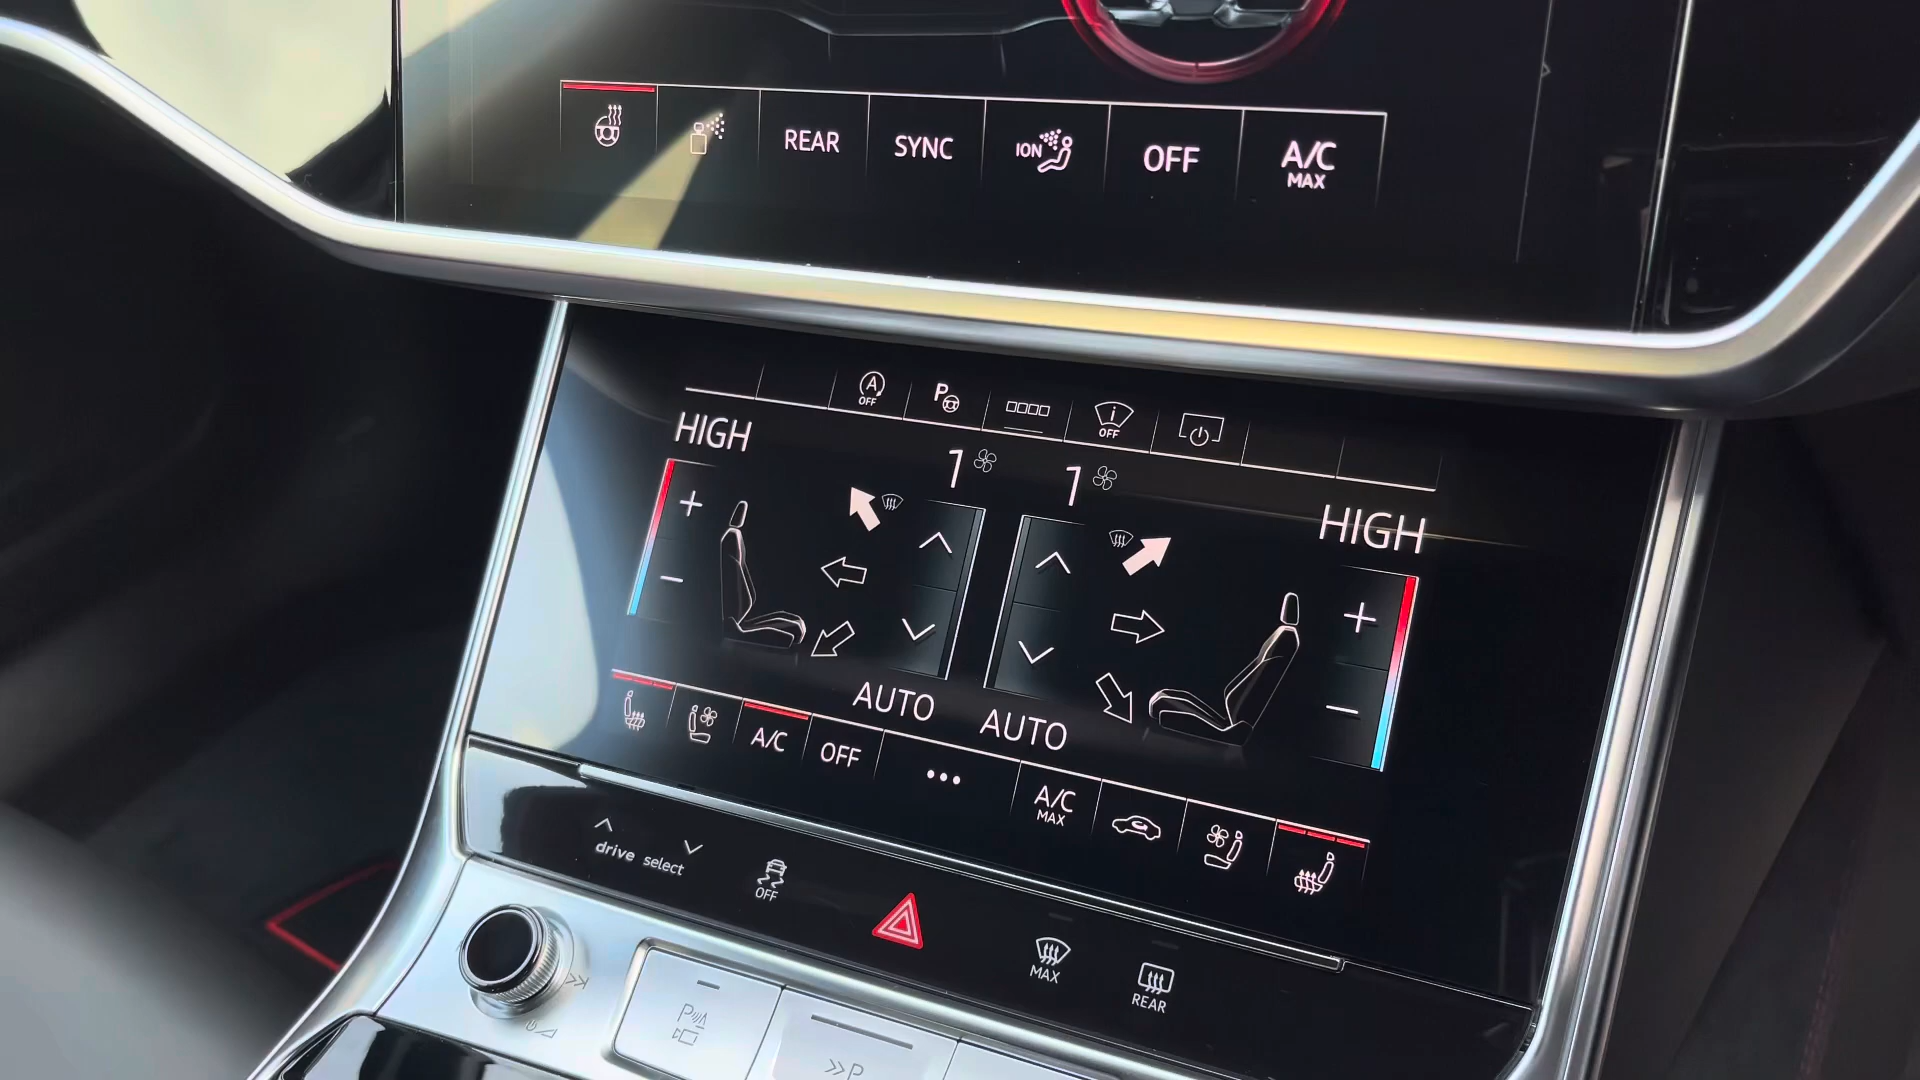 REAR
SYNC
ION
OFF
A/C
MAX
A
OFF
P
i
OFF
HIGH
1
1
HIGH
+
−
+
−
AUTO
AUTO
A/C
OFF
•••
A/C
MAX
drive select
OFF
MAX
REAR
P
P